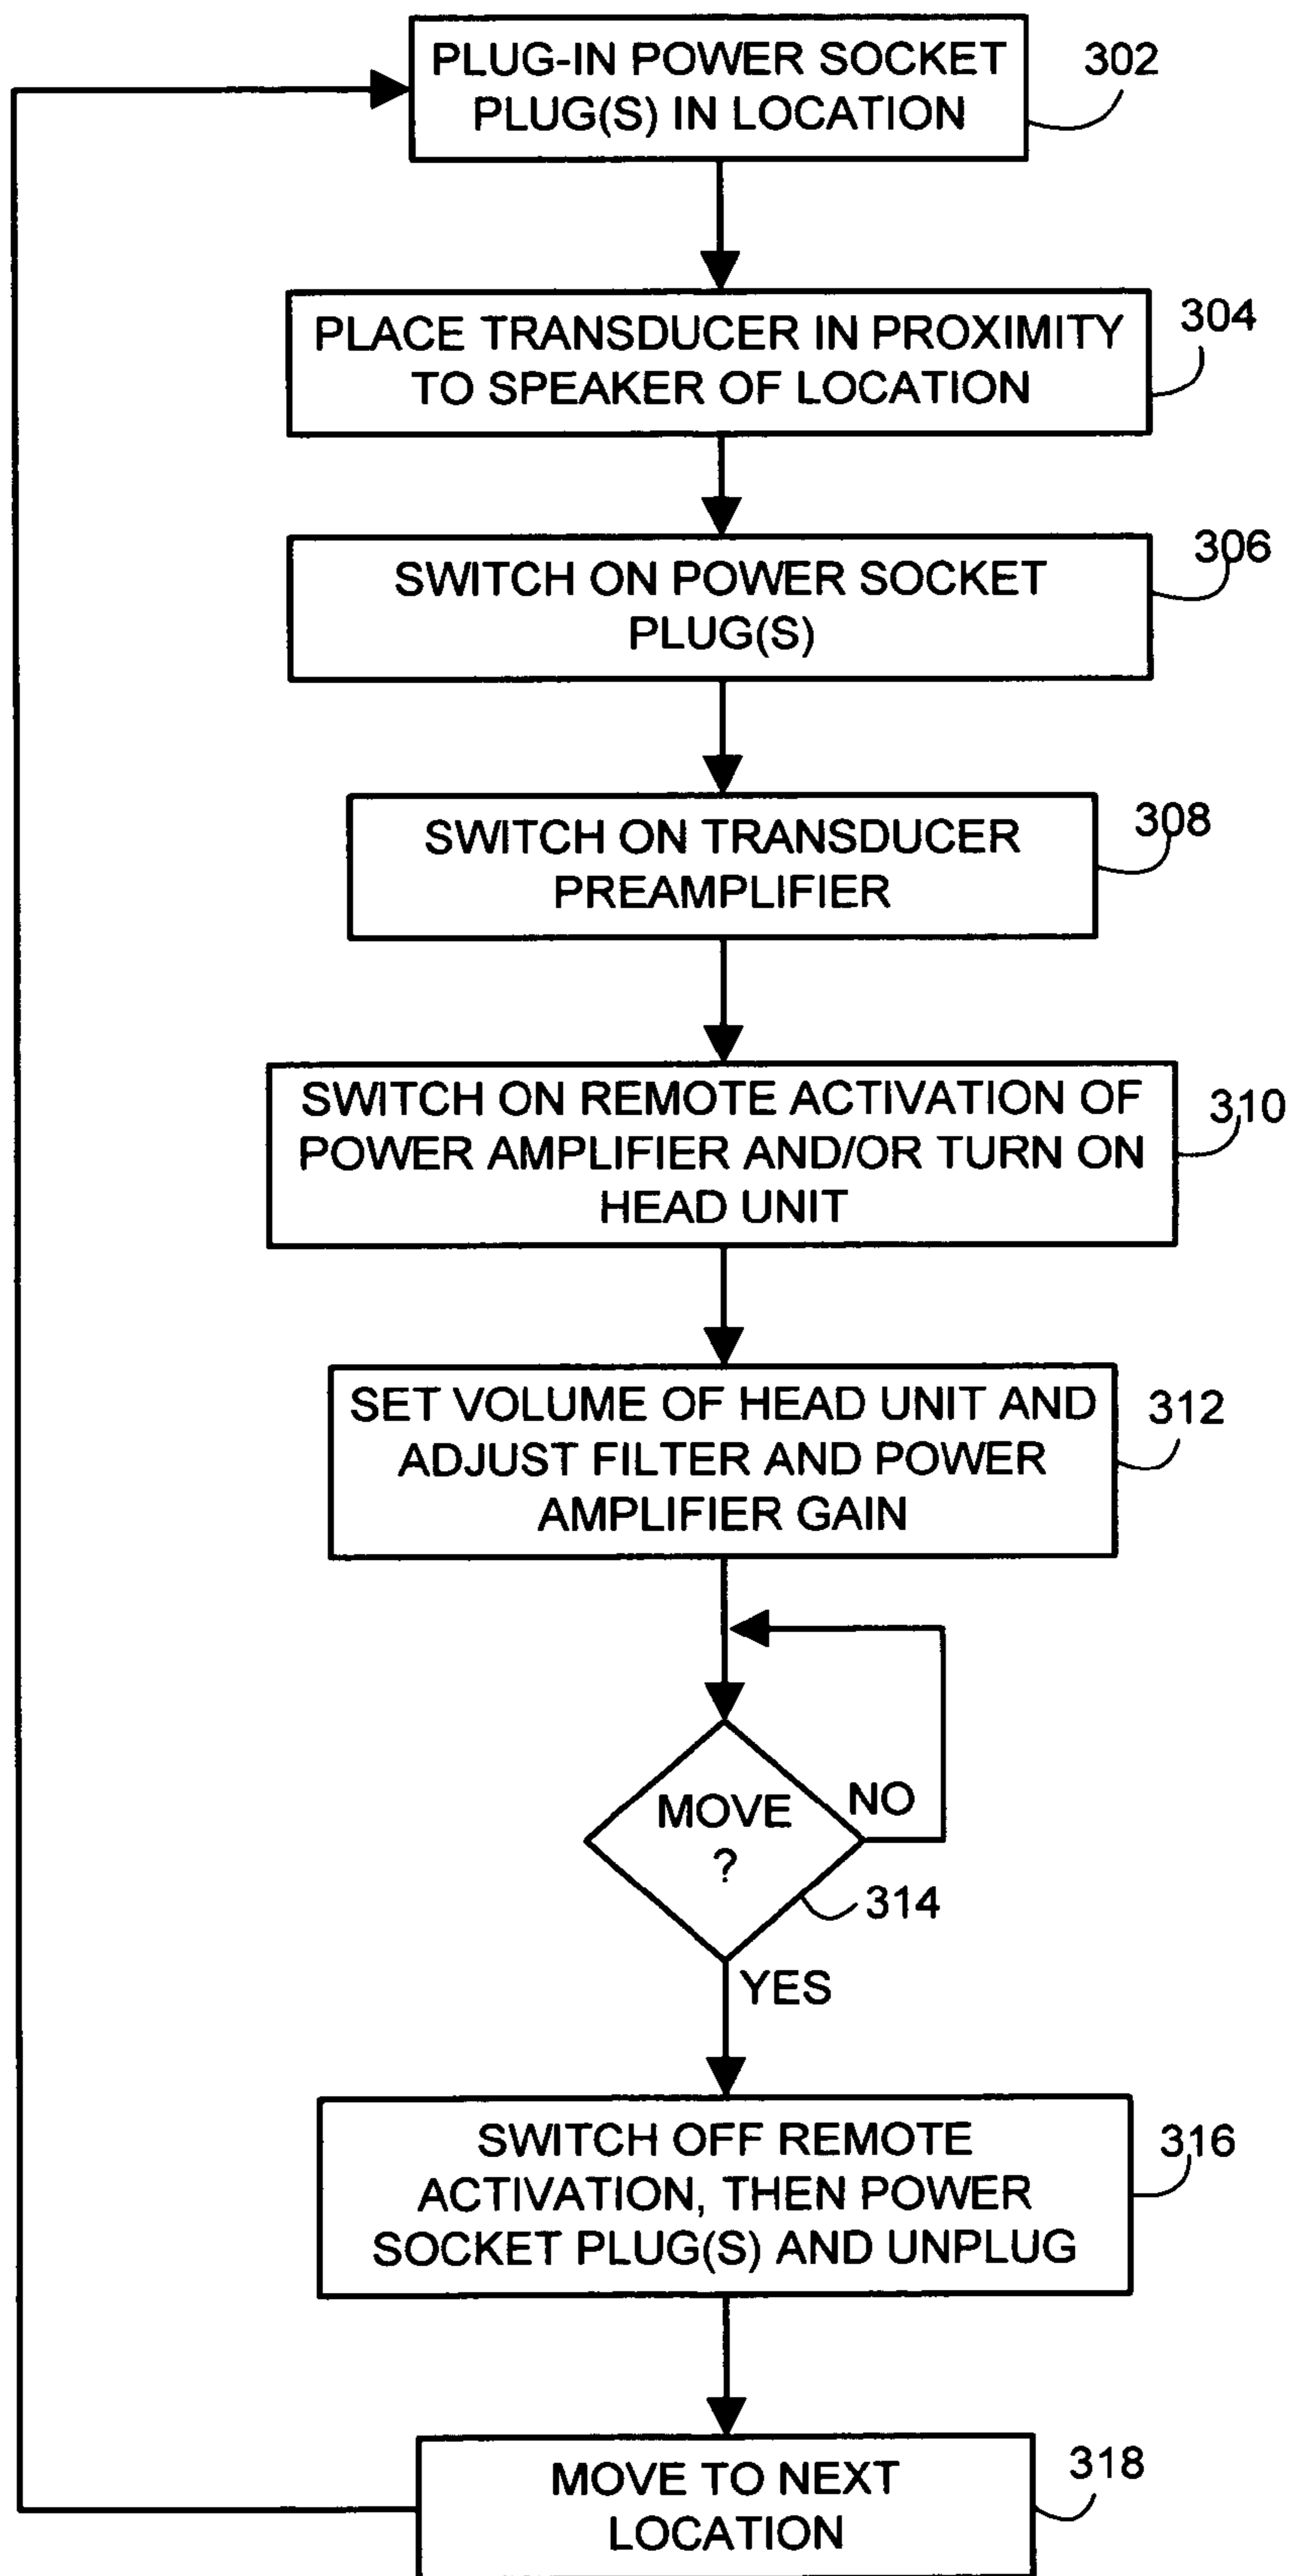 PLUG-IN POWER SOCKET
PLUG(S) IN LOCATION
302
PLACE TRANSDUCER IN PROXIMITY
TO SPEAKER OF LOCATION
304
SWITCH ON POWER SOCKET
PLUG(S)
306
SWITCH ON TRANSDUCER
PREAMPLIFIER
308
SWITCH ON REMOTE ACTIVATION OF
POWER AMPLIFIER AND/OR TURN ON
HEAD UNIT
310
SET VOLUME OF HEAD UNIT AND
ADJUST FILTER AND POWER
AMPLIFIER GAIN
312
MOVE
?
NO
314
YES
SWITCH OFF REMOTE
ACTIVATION, THEN POWER
SOCKET PLUG(S) AND UNPLUG
316
MOVE TO NEXT
LOCATION
318